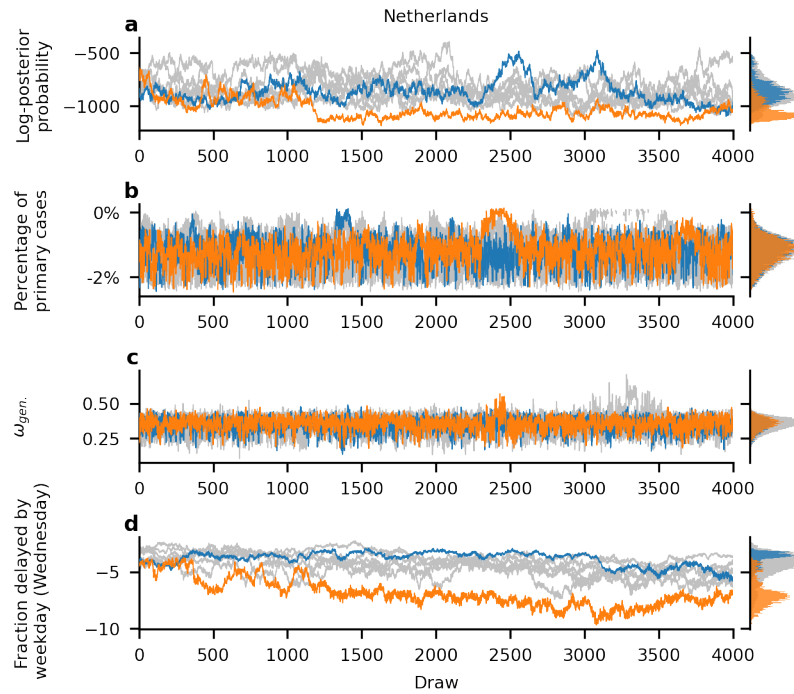 Netherlands
a
Log-posterior
probability
−500
−1000
0 500 1000 1500 2000 2500 3000 3500 4000
b
Percentage of
primary cases
0%
-2%
0 500 1000 1500 2000 2500 3000 3500 4000
c
ω_gen.
0.50
0.25
0 500 1000 1500 2000 2500 3000 3500 4000
d
Fraction delayed by
weekday (Wednesday)
−5
−10
0 500 1000 1500 2000 2500 3000 3500 4000
Draw